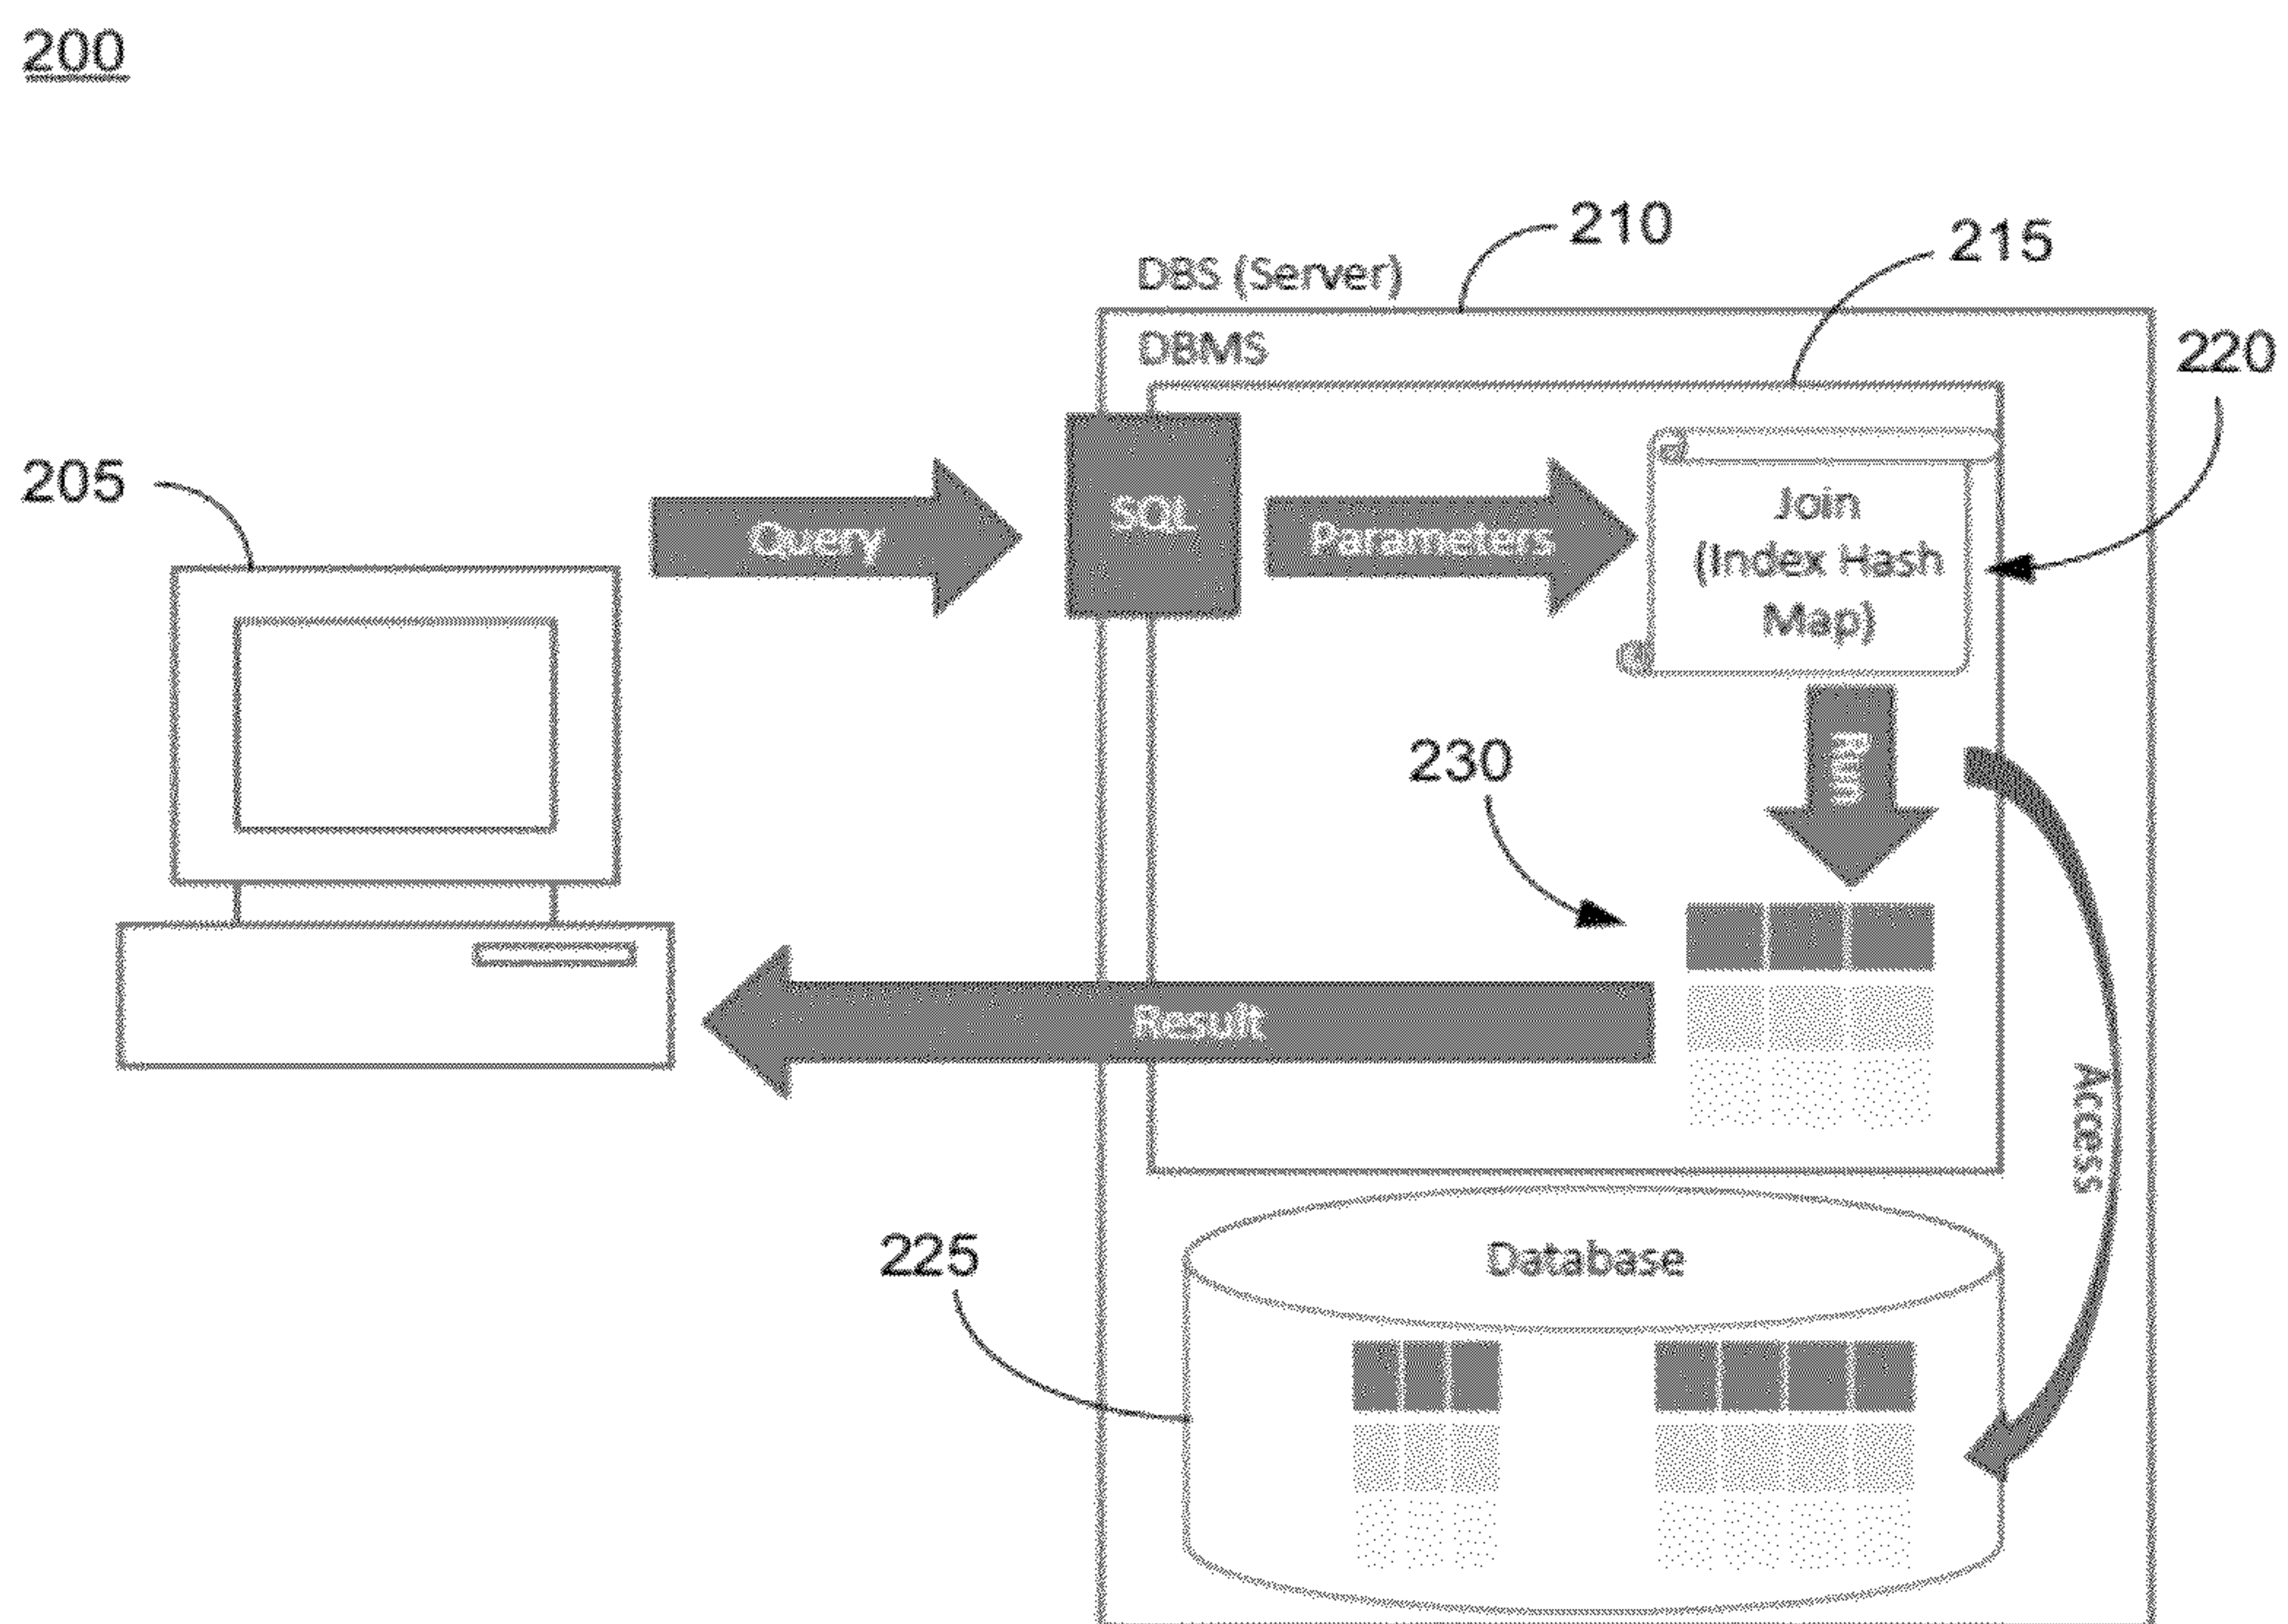 200
210
DBS (Server)
215
DBMS
220
205
Query
SQL
Parameters
Join
(Index Hash
Map)
Run
230
Result
Access
225
Database